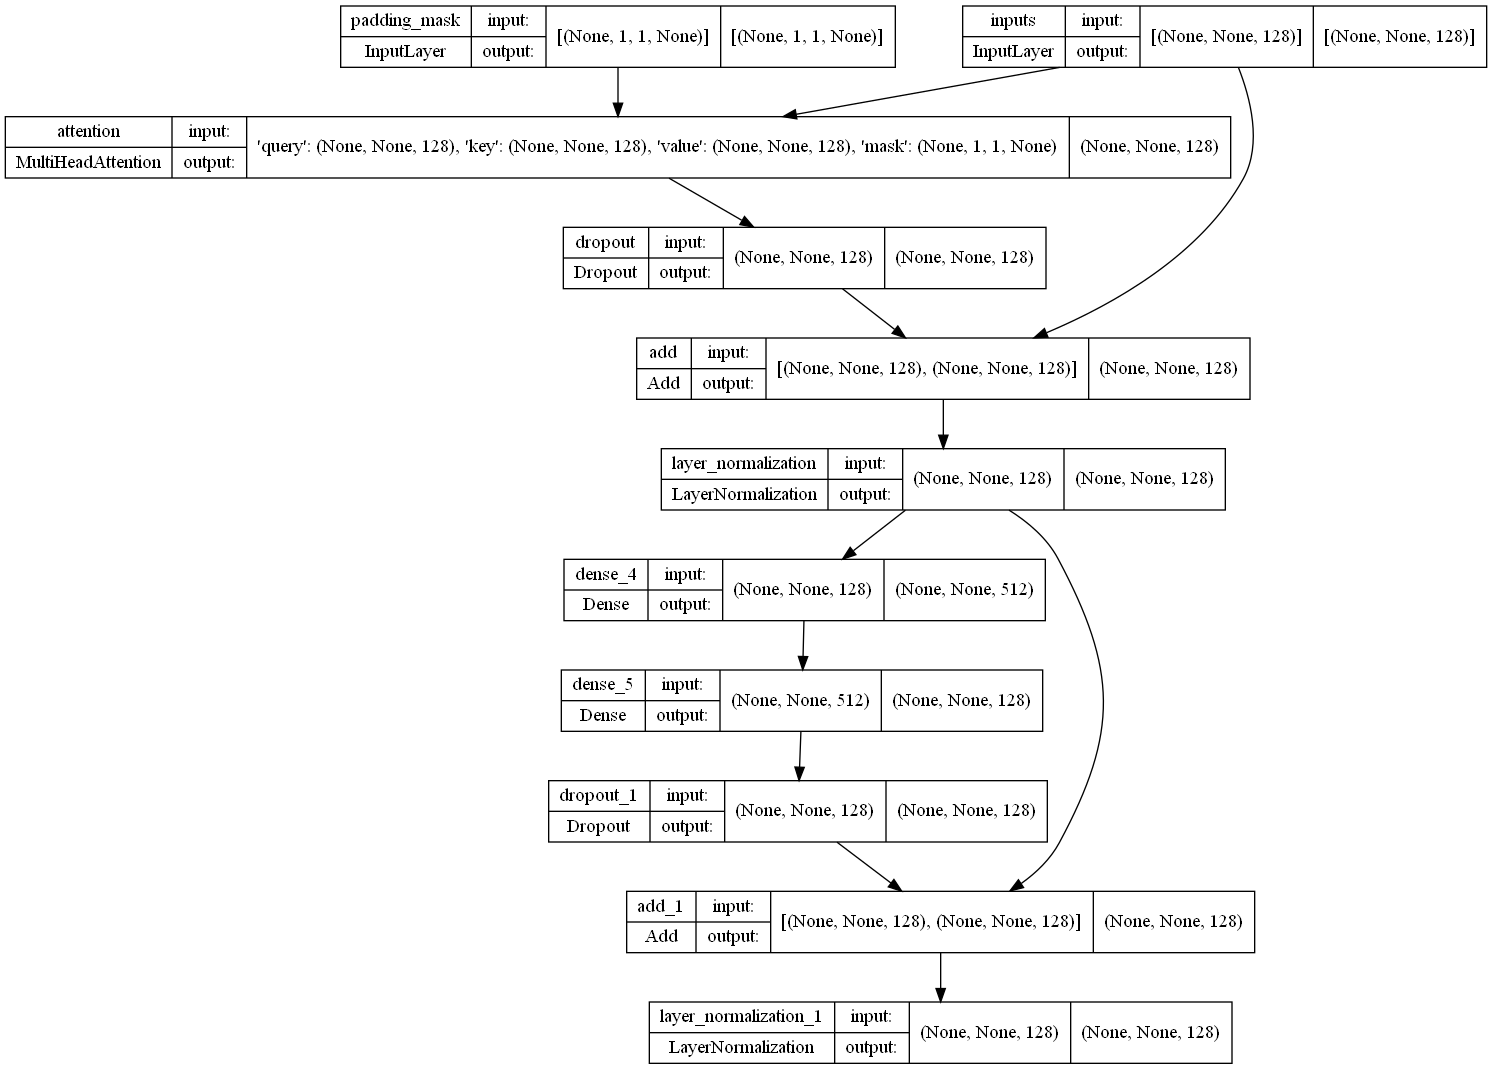 padding_mask input: [(None, 1, 1, None)] [(None, 1, 1, None)]
InputLayer output:
inputs input: [(None, None, 128)] [(None, None, 128)]
InputLayer output:
attention input: 'query': (None, None, 128), 'key': (None, None, 128), 'value': (None, None, 128), 'mask': (None, 1, 1, None) (None, None, 128)
MultiHeadAttention output:
dropout input: (None, None, 128) (None, None, 128)
Dropout output:
add input: [(None, None, 128), (None, None, 128)] (None, None, 128)
Add output:
layer_normalization input: (None, None, 128) (None, None, 128)
LayerNormalization output:
dense_4 input: (None, None, 128) (None, None, 512)
Dense output:
dense_5 input: (None, None, 512) (None, None, 128)
Dense output:
dropout_1 input: (None, None, 128) (None, None, 128)
Dropout output:
add_1 input: [(None, None, 128), (None, None, 128)] (None, None, 128)
Add output:
layer_normalization_1 input: (None, None, 128) (None, None, 128)
LayerNormalization output: